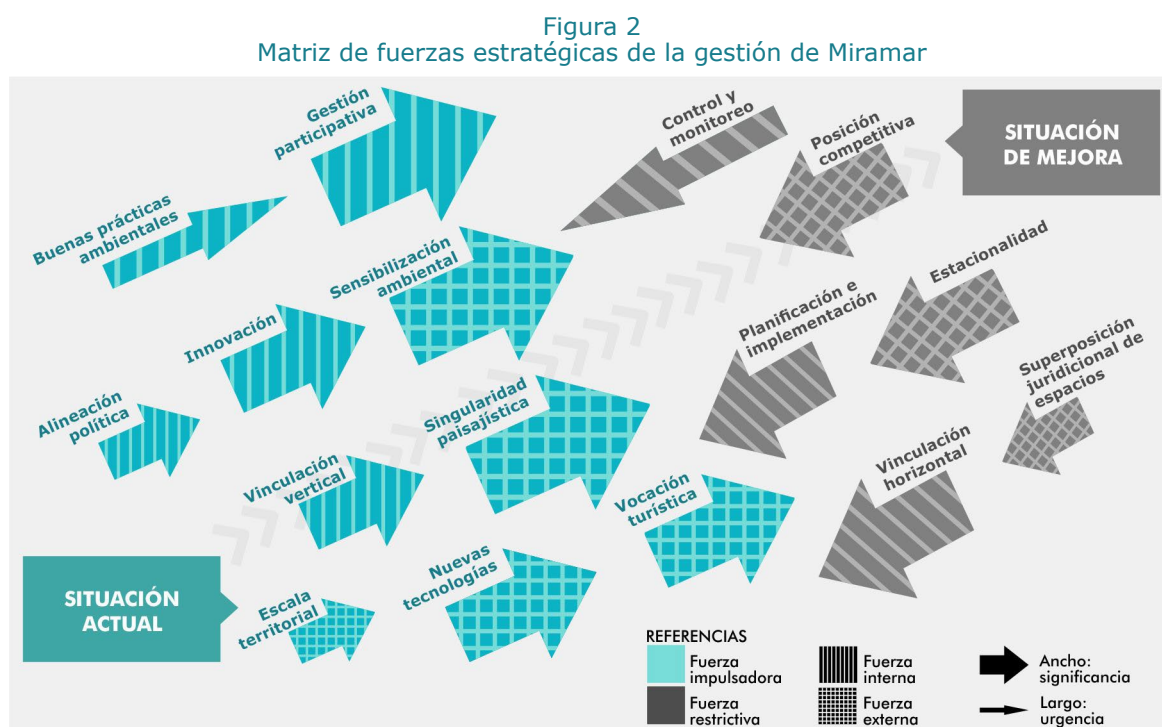 Figura 2
Matriz de fuerzas estratégicas de la gestión de Miramar
Gestión
participativa
Control y
monitoreo
Posición
competitiva
SITUACIÓN
DE MEJORA
Buenas prácticas
ambientales
Sensibilización
ambiental
Estacionalidad
Innovación
Planificación e
implementación
Superposición
juridicional de
espacios
Alineación
política
Singularidad
paisajística
Vinculación
vertical
Vinculación
horizontal
Vocación
turística
Nuevas
tecnologías
SITUACIÓN
ACTUAL
Escala
territorial
REFERENCIAS
Fuerza
impulsadora
Fuerza
restrictiva
Fuerza
interna
Fuerza
externa
Ancho:
significancia
Largo:
urgencia